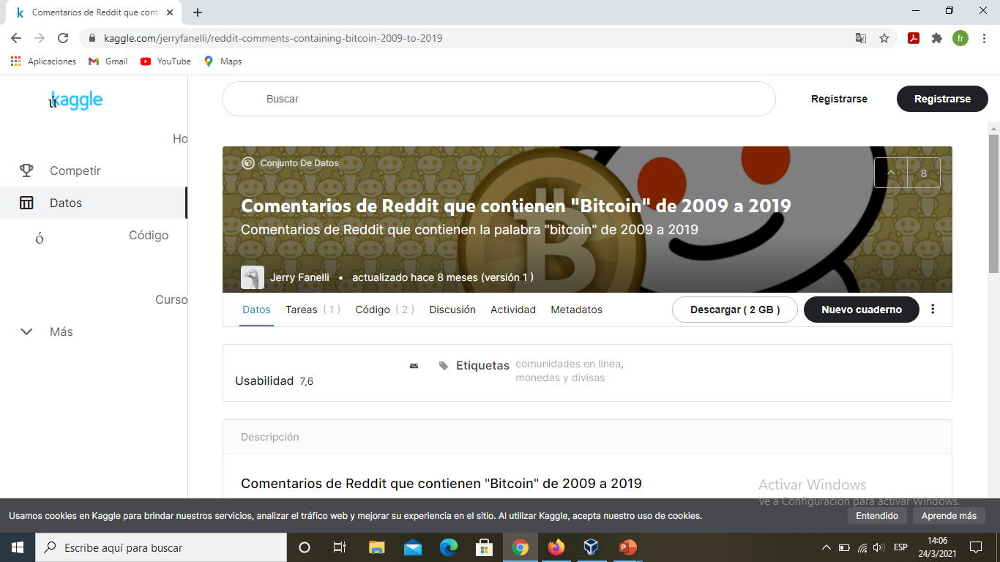 Comentarios de Reddit que conti
kaggle.com/jerryfanelli/reddit-comments-containing-bitcoin-2009-to-2019
fr
Aplicaciones Gmail YouTube Maps
ú kaggle
Buscar
Registrarse
Registrarse
Ho
Competir
Datos
ó Código
Curso
Más
Conjunto De Datos
8
Comentarios de Reddit que contienen "Bitcoin" de 2009 a 2019
Comentarios de Reddit que contienen la palabra "bitcoin" de 2009 a 2019
Jerry Fanelli • actualizado hace 8 meses (versión 1 )
Datos Tareas ( 1 ) Código ( 2 ) Discusión Actividad Metadatos Descargar ( 2 GB ) Nuevo cuaderno
Usabilidad 7,6
iOS
Etiquetas
comunidades en línea,
monedas y divisas
Descripción
Comentarios de Reddit que contienen "Bitcoin" de 2009 a 2019
Activar Windows
Ve a Configuración para activar Windows.
Usamos cookies en Kaggle para brindar nuestros servicios, analizar el tráfico web y mejorar su experiencia en el sitio. Al utilizar Kaggle, acepta nuestro uso de cookies. Entendido Aprende más
Escribe aquí para buscar
ESP
14:06
24/3/2021